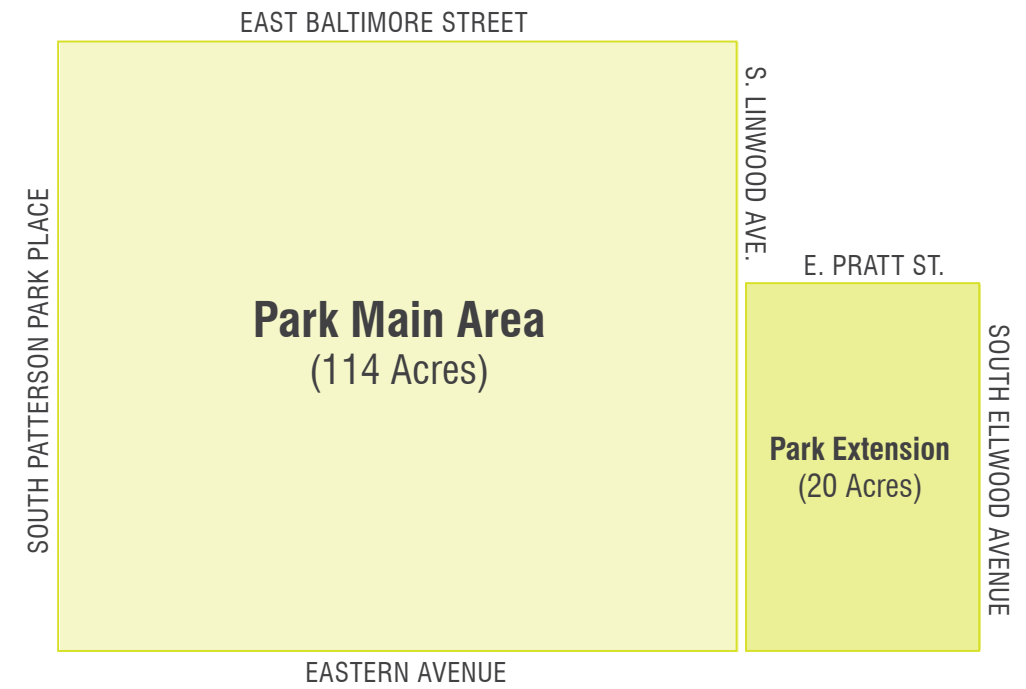 EAST BALTIMORE STREET
S. LINWOOD AVE.
SOUTH PATTERSON PARK PLACE
E. PRATT ST.
Park Main Area
(114 Acres)
SOUTH ELLWOOD AVENUE
Park Extension
(20 Acres)
EASTERN AVENUE